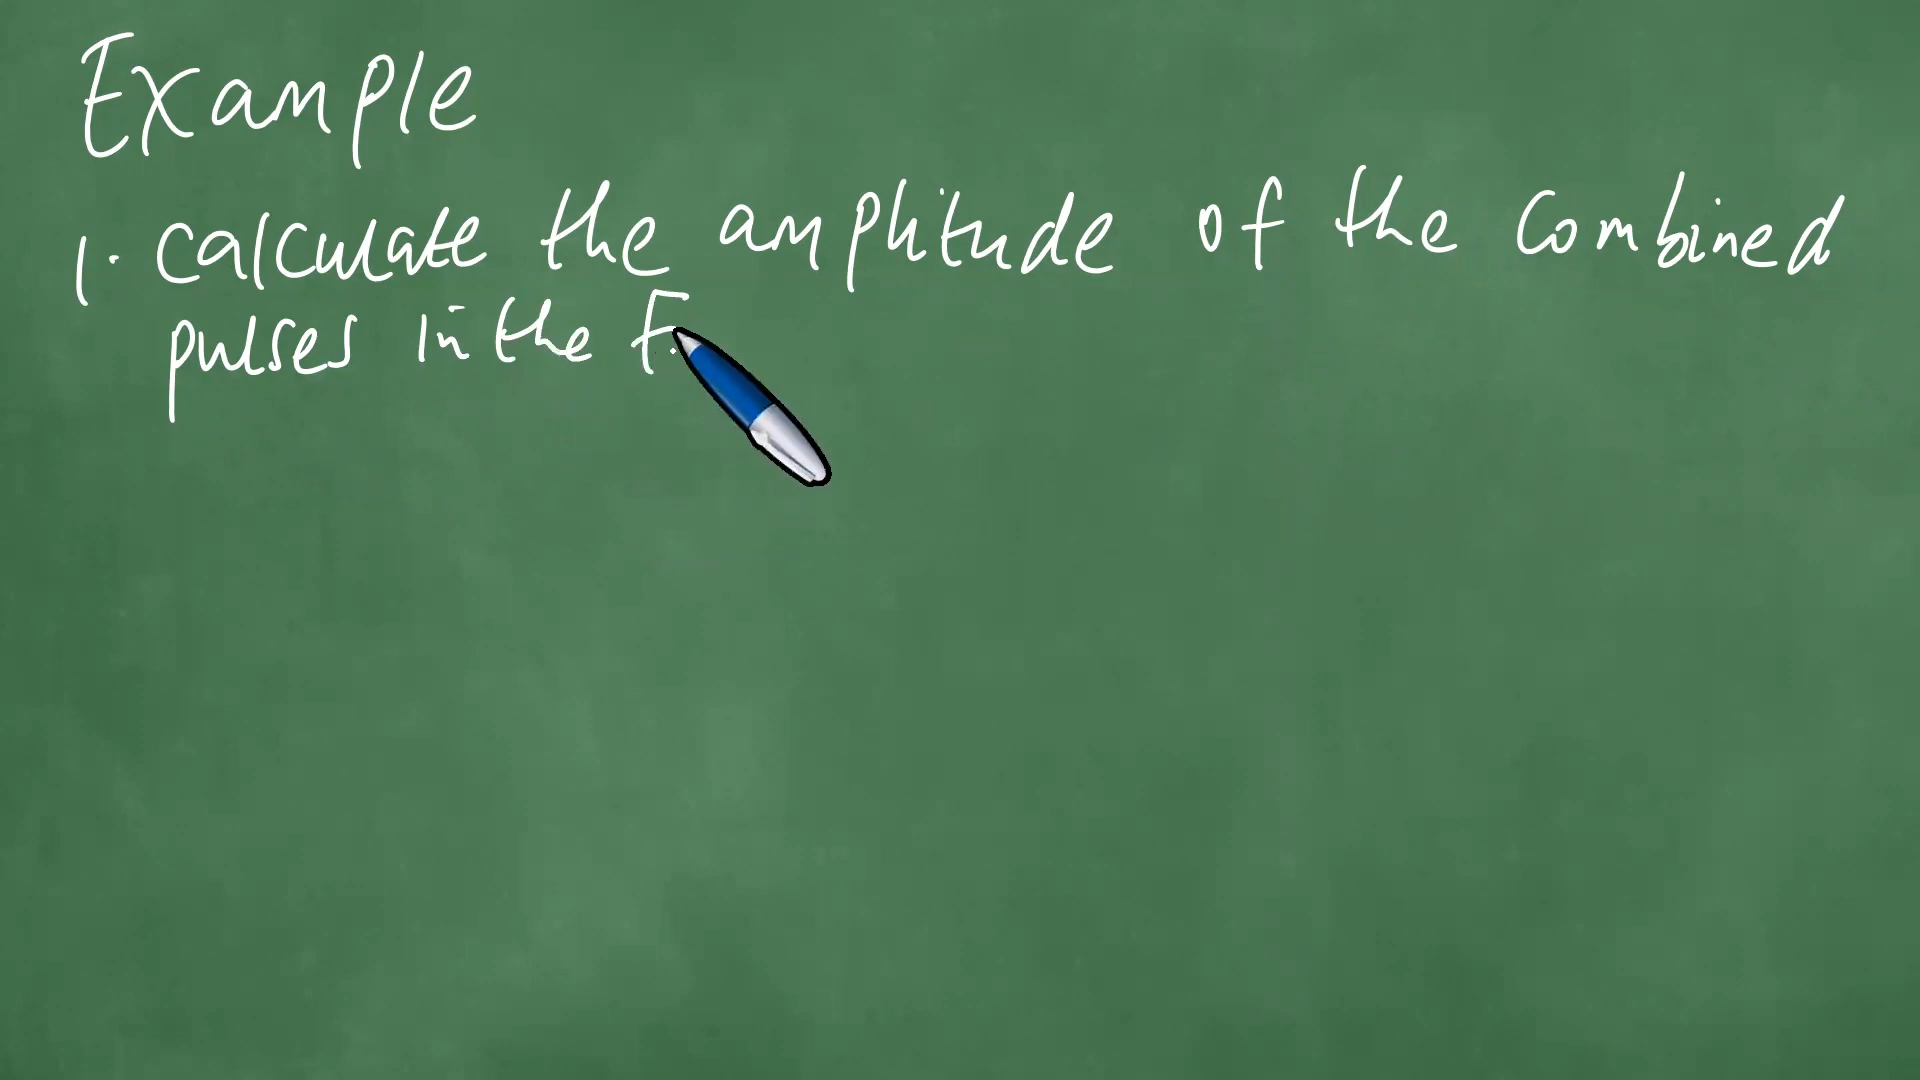 Example
1. calculate the amplitude of the combined
pulses in the F